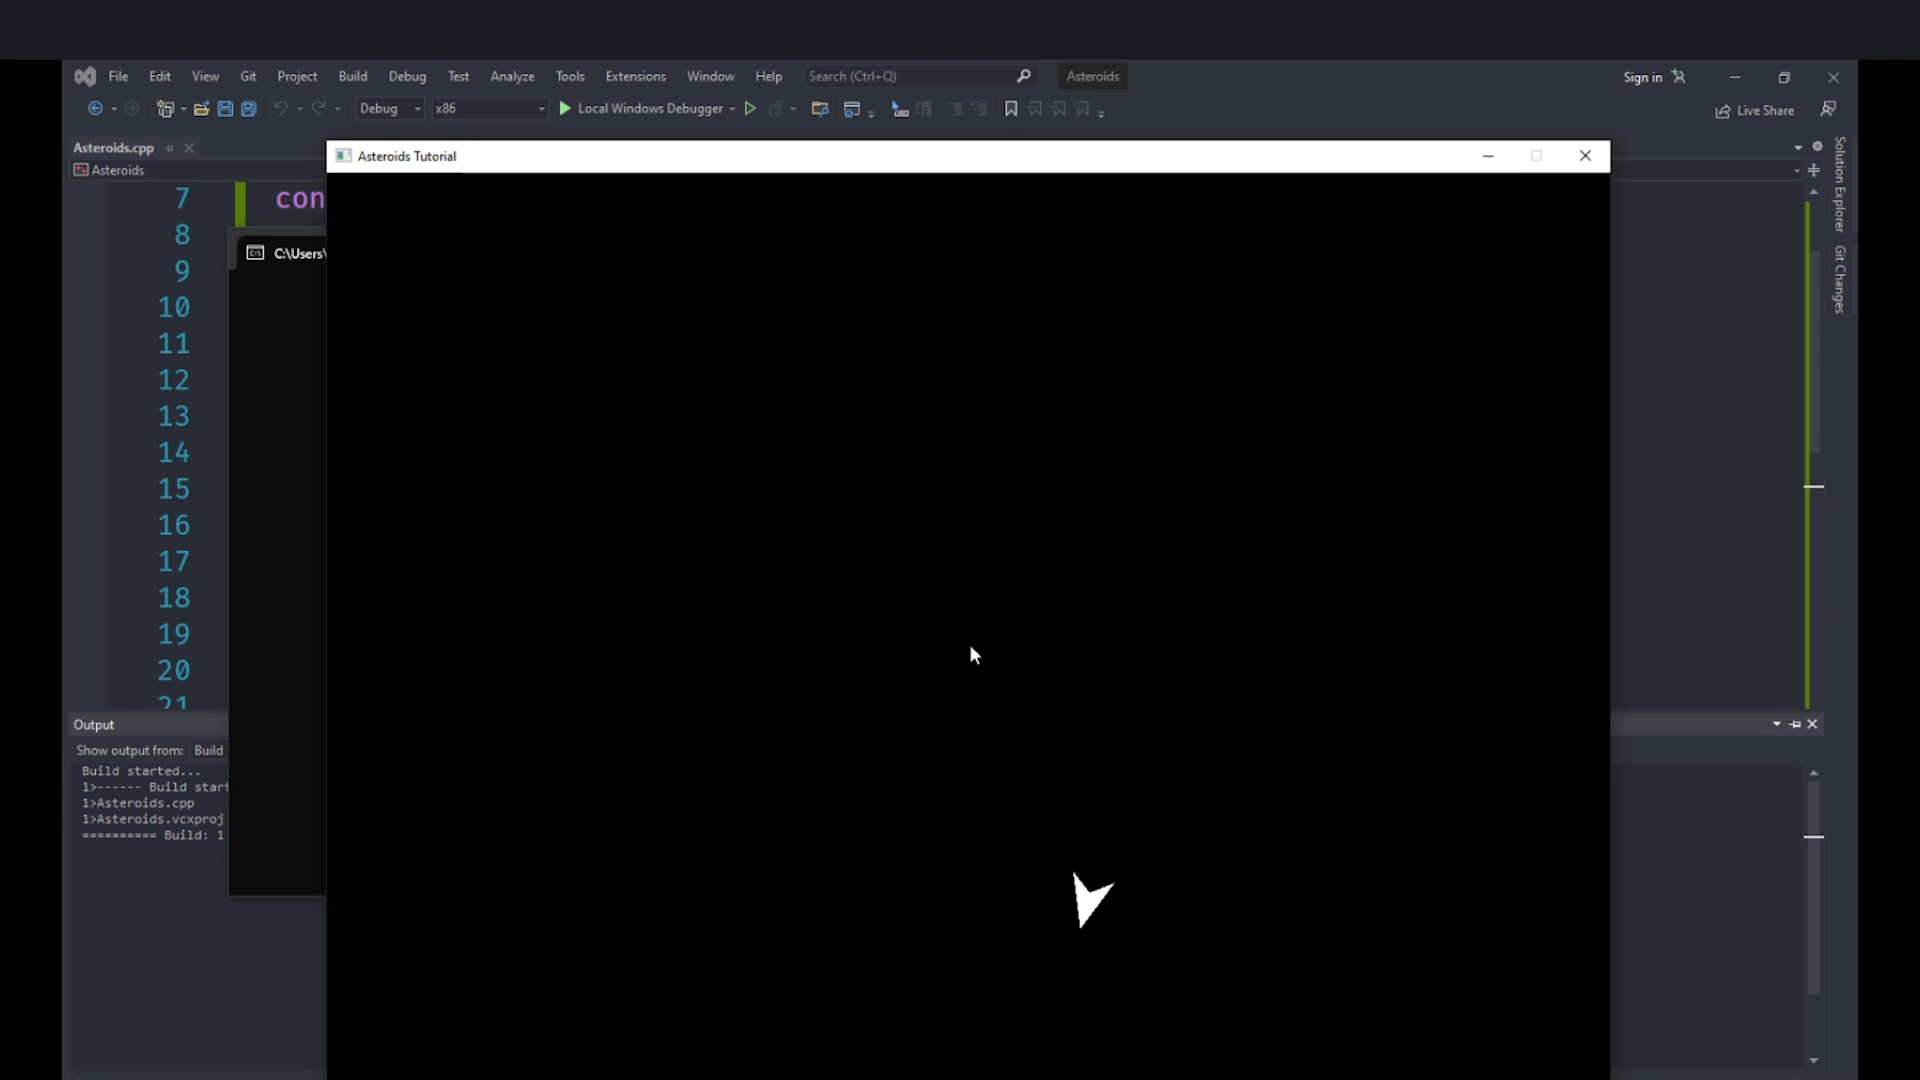 File Edit View Git Project Build Debug Test Analyze Tools Extensions Window Help Search (Ctrl+Q) Asteroids Sign in
Debug x86 Local Windows Debugger Live Share
Asteroids.cpp
Asteroids Tutorial
Asteroids
Solution Explorer
Git Changes
7 con
8
C:\Users\
9
10
11
12
13
14
15
16
17
18
19
20
21
Output
Show output from: Build
Build started...
1>------ Build start
1>Asteroids.cpp
1>Asteroids.vcxproj
========== Build: 1